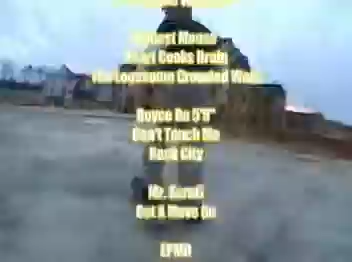 Modest Mouse
Heart Cooks Brain
The Lonesome Crowded West
Royce Da 5'9"
Don't Touch Me
Rock City
Mr. Scruff
Get A Move On
EPMD